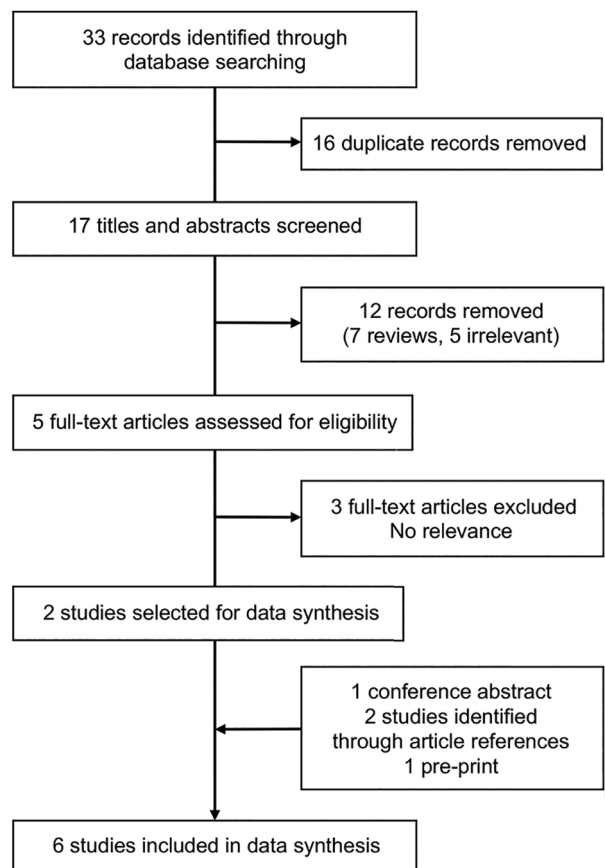 33 records identified through
database searching
16 duplicate records removed
17 titles and abstracts screened
12 records removed
(7 reviews, 5 irrelevant)
5 full-text articles assessed for eligibility
3 full-text articles excluded
No relevance
2 studies selected for data synthesis
1 conference abstract
2 studies identified
through article references
1 pre-print
6 studies included in data synthesis